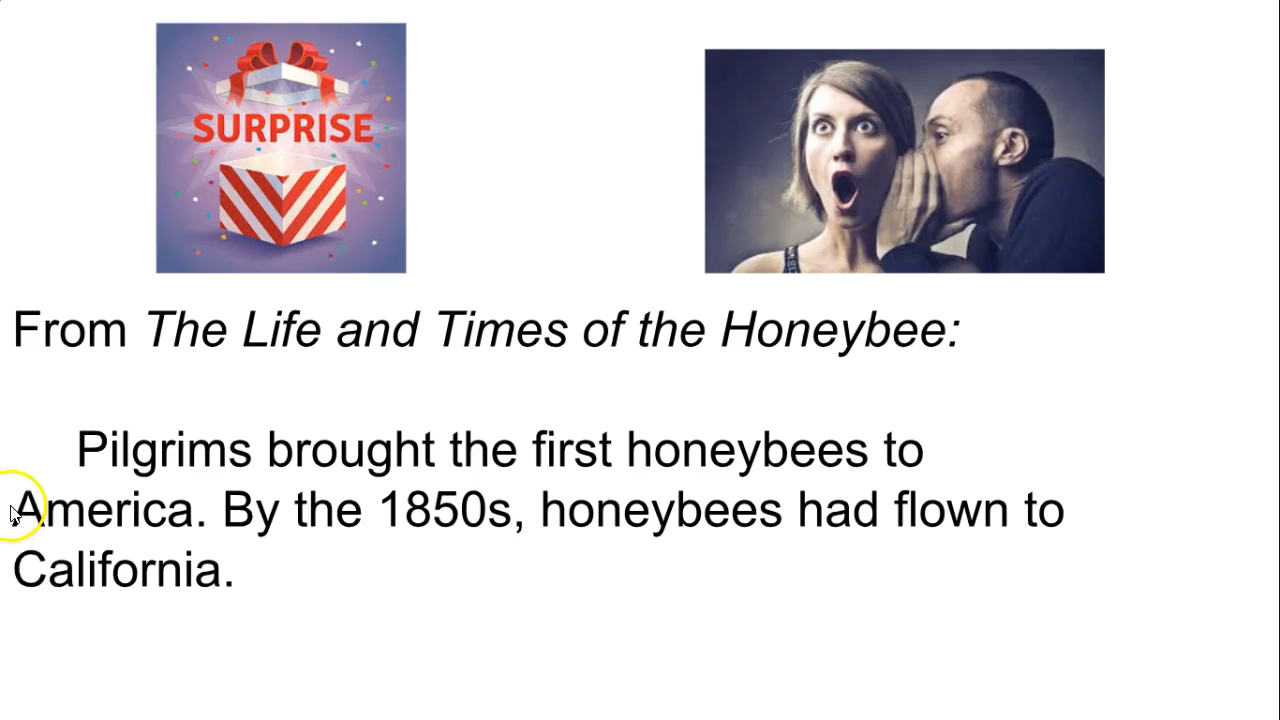 SURPRISE
From The Life and Times of the Honeybee:
Pilgrims brought the first honeybees to
America. By the 1850s, honeybees had flown to
California.